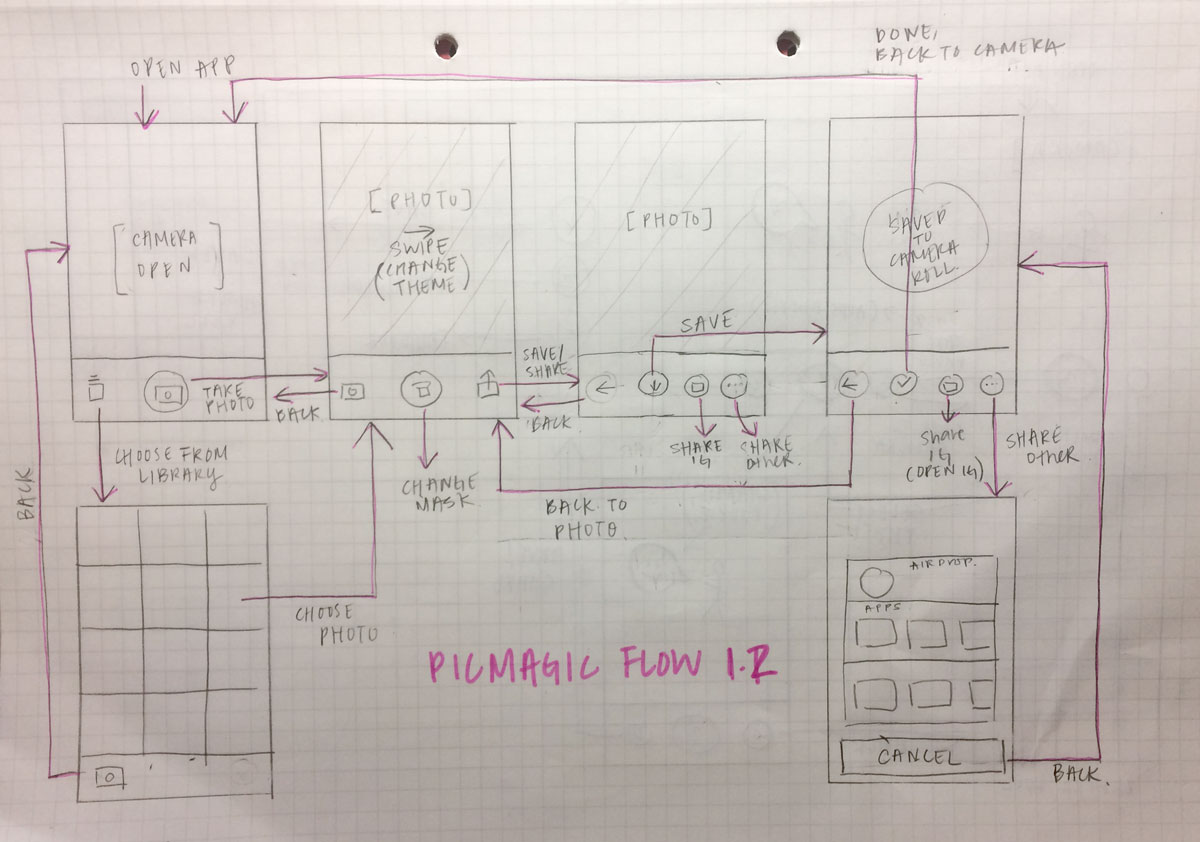 OPEN APP
DONE,
BACK TO CAMERA
[CAMERA
OPEN]
[PHOTO]
SWIPE
(CHANGE
THEME)
[PHOTO]
SAVED
TO
CAMERA
ROLL.
TAKE
PHOTO
BACK
SAVE/
SHARE
BACK
SAVE
SHARE
IG
SHARE
OTHER.
Share
IG
(OPEN IG)
SHARE
OTHER
CHOOSE FROM
LIBRARY
CHANGE
MASK
BACK TO
PHOTO.
BACK
CHOOSE
PHOTO
AIRDROP.
APPS
CANCEL
BACK.
PICMAGIC FLOW 1.2